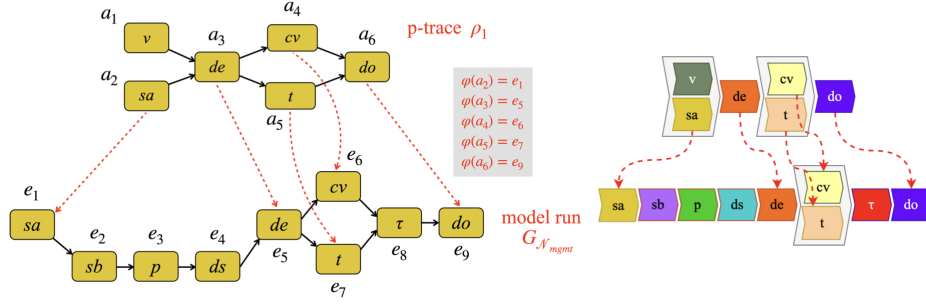 a₁
v
a₂
sa
a₃
de
a₄
cv
t
a₅
a₆
do
p-trace ρ₁
φ(a₂) = e₁
φ(a₃) = e₅
φ(a₄) = e₆
φ(a₅) = e₇
φ(a₆) = e₉
e₁
sa
e₂
sb
e₃
p
e₄
ds
de
e₅
e₆
cv
t
e₇
τ
e₈
do
e₉
model run
G_𝒩mgmt
v
sa
de
cv
t
do
sa
sb
p
ds
de
cv
t
τ
do